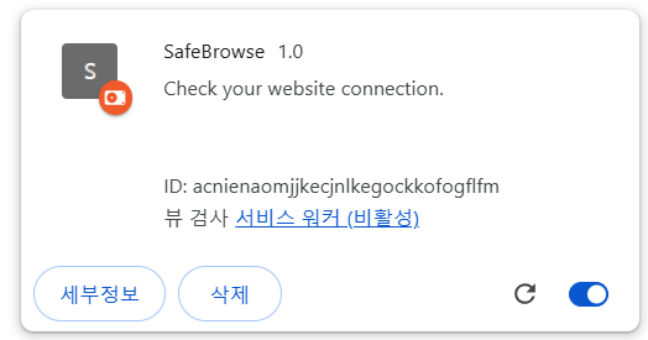 S
SafeBrowse 1.0
Check your website connection.
ID: acnienaomjjkecjnlkegockkofogflfm
뷰 검사 서비스 워커 (비활성)
세부정보 삭제